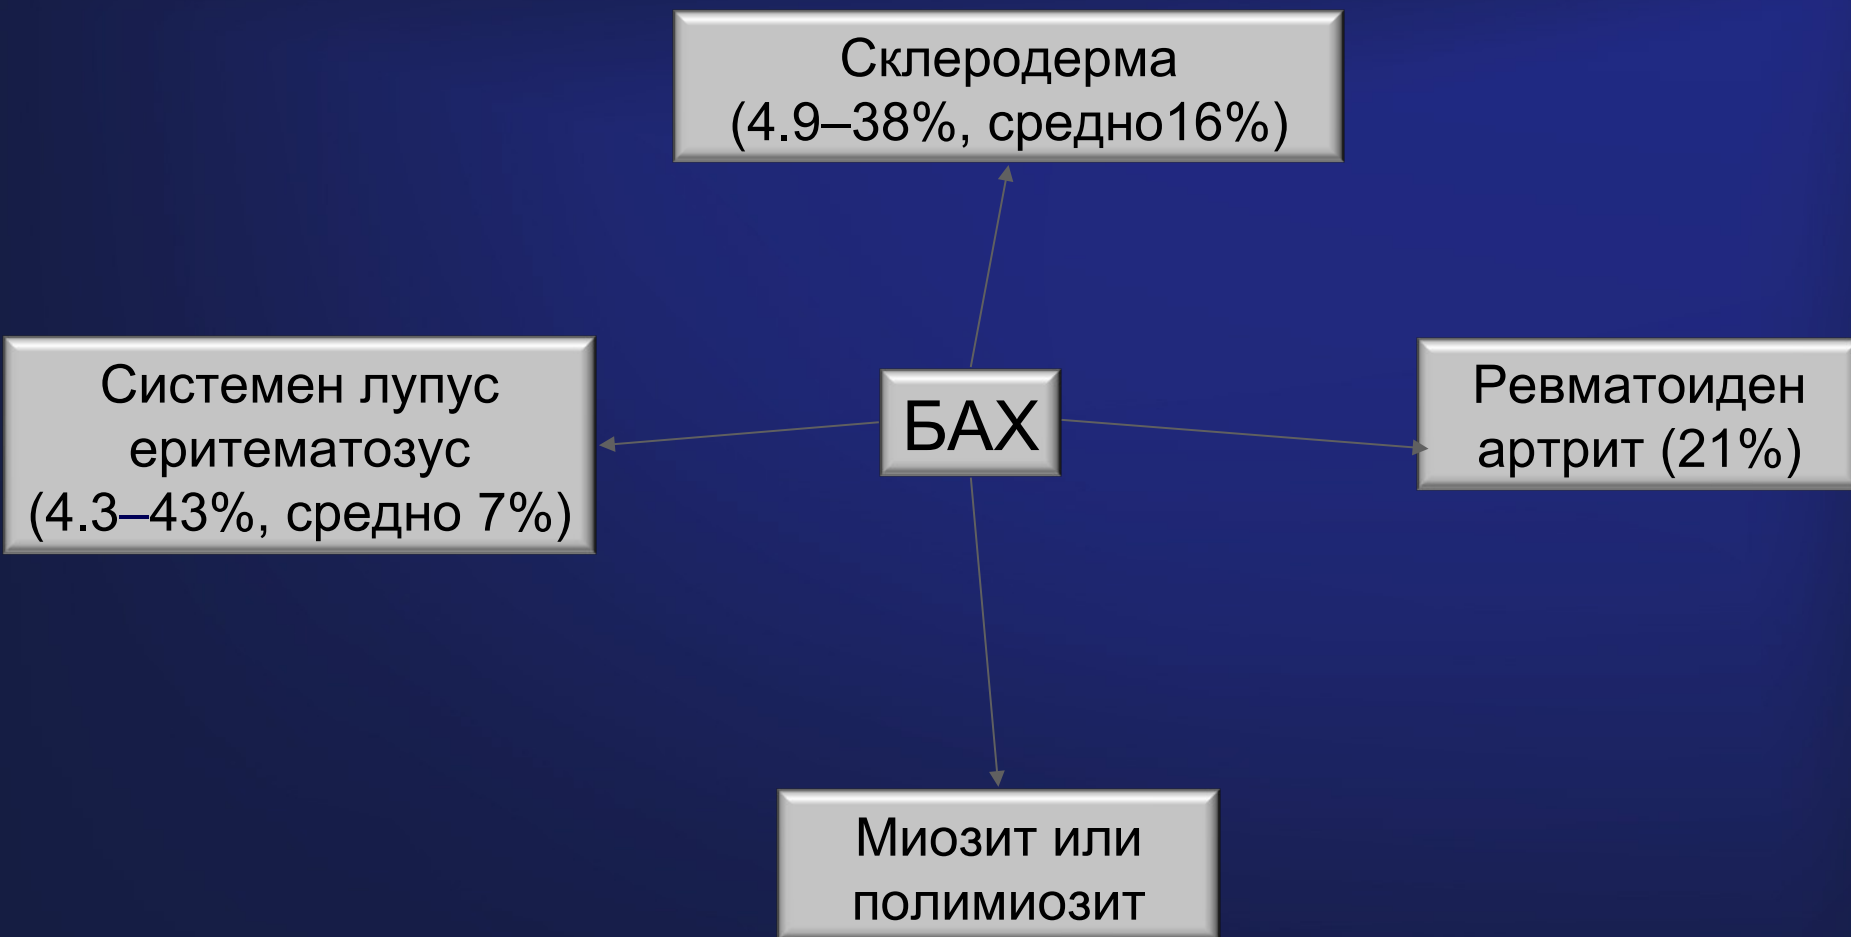 Склеродерма
(4.9–38%, средно16%)
Системен лупус
еритематозус
(4.3–43%, средно 7%)
БАХ
Ревматоиден
артрит (21%)
Миозит или
полимиозит